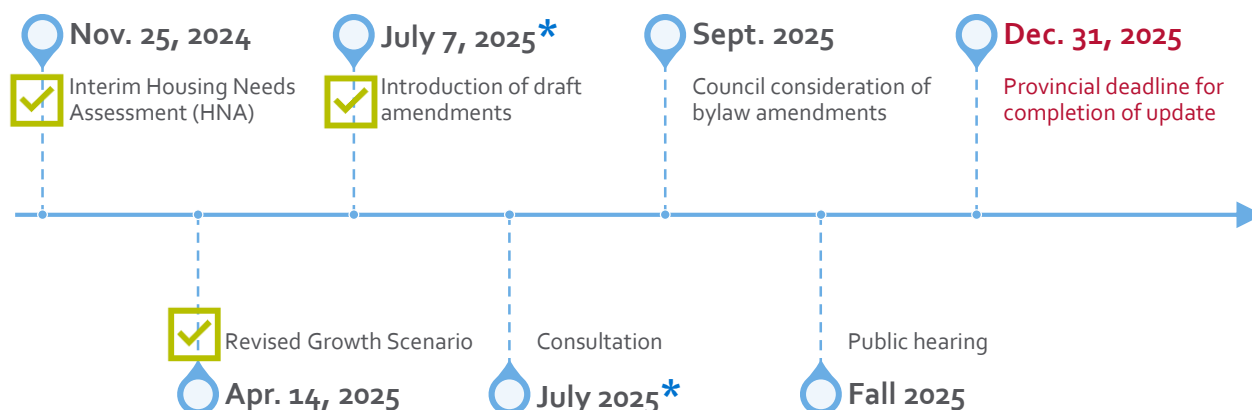 Nov. 25, 2024
Interim Housing Needs
Assessment (HNA)
July 7, 2025*
Introduction of draft
amendments
Sept. 2025
Council consideration of
bylaw amendments
Dec. 31, 2025
Provincial deadline for
completion of update
Revised Growth Scenario
Apr. 14, 2025
Consultation
July 2025*
Public hearing
Fall 2025